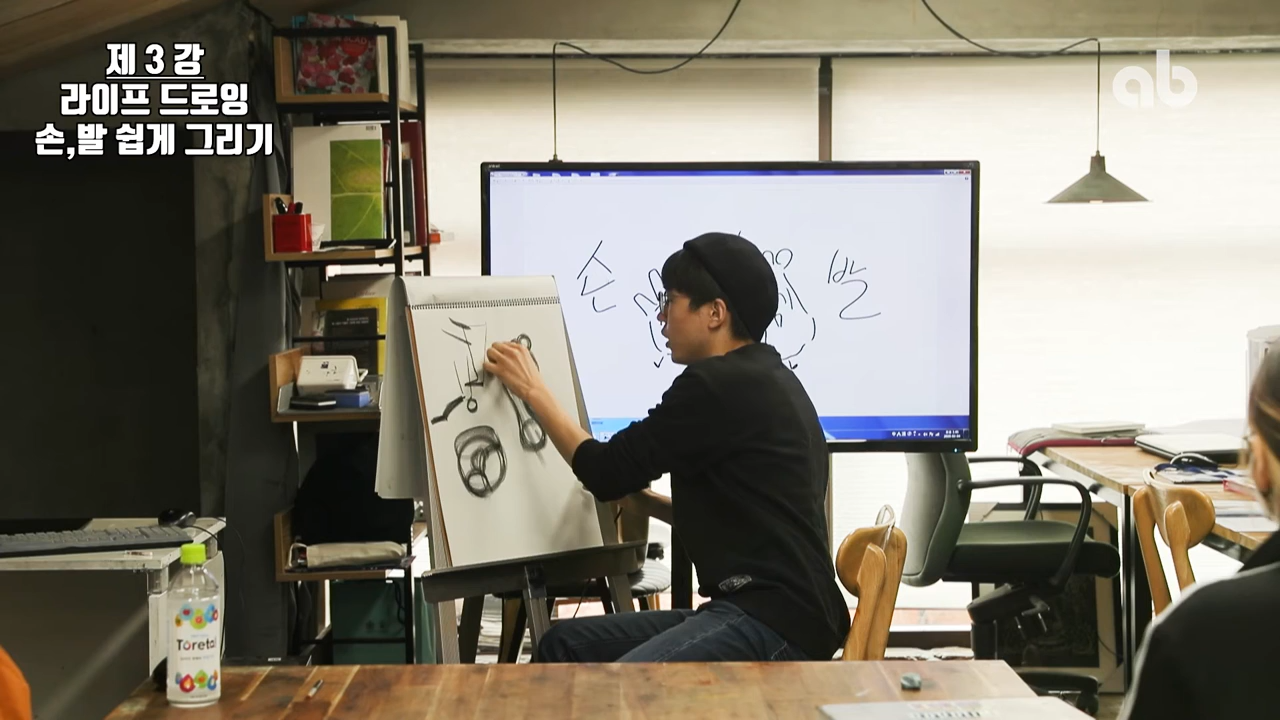 제 3 강
라이프 드로잉
손,발 쉽게 그리기
ab
손
발
Toreta!